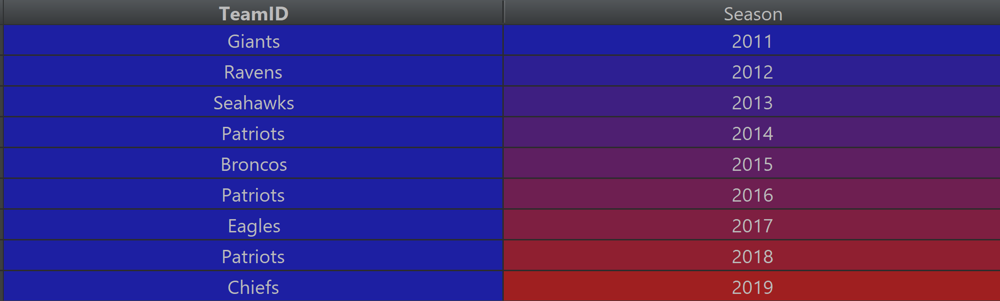 TeamID Season
Giants 2011
Ravens 2012
Seahawks 2013
Patriots 2014
Broncos 2015
Patriots 2016
Eagles 2017
Patriots 2018
Chiefs 2019